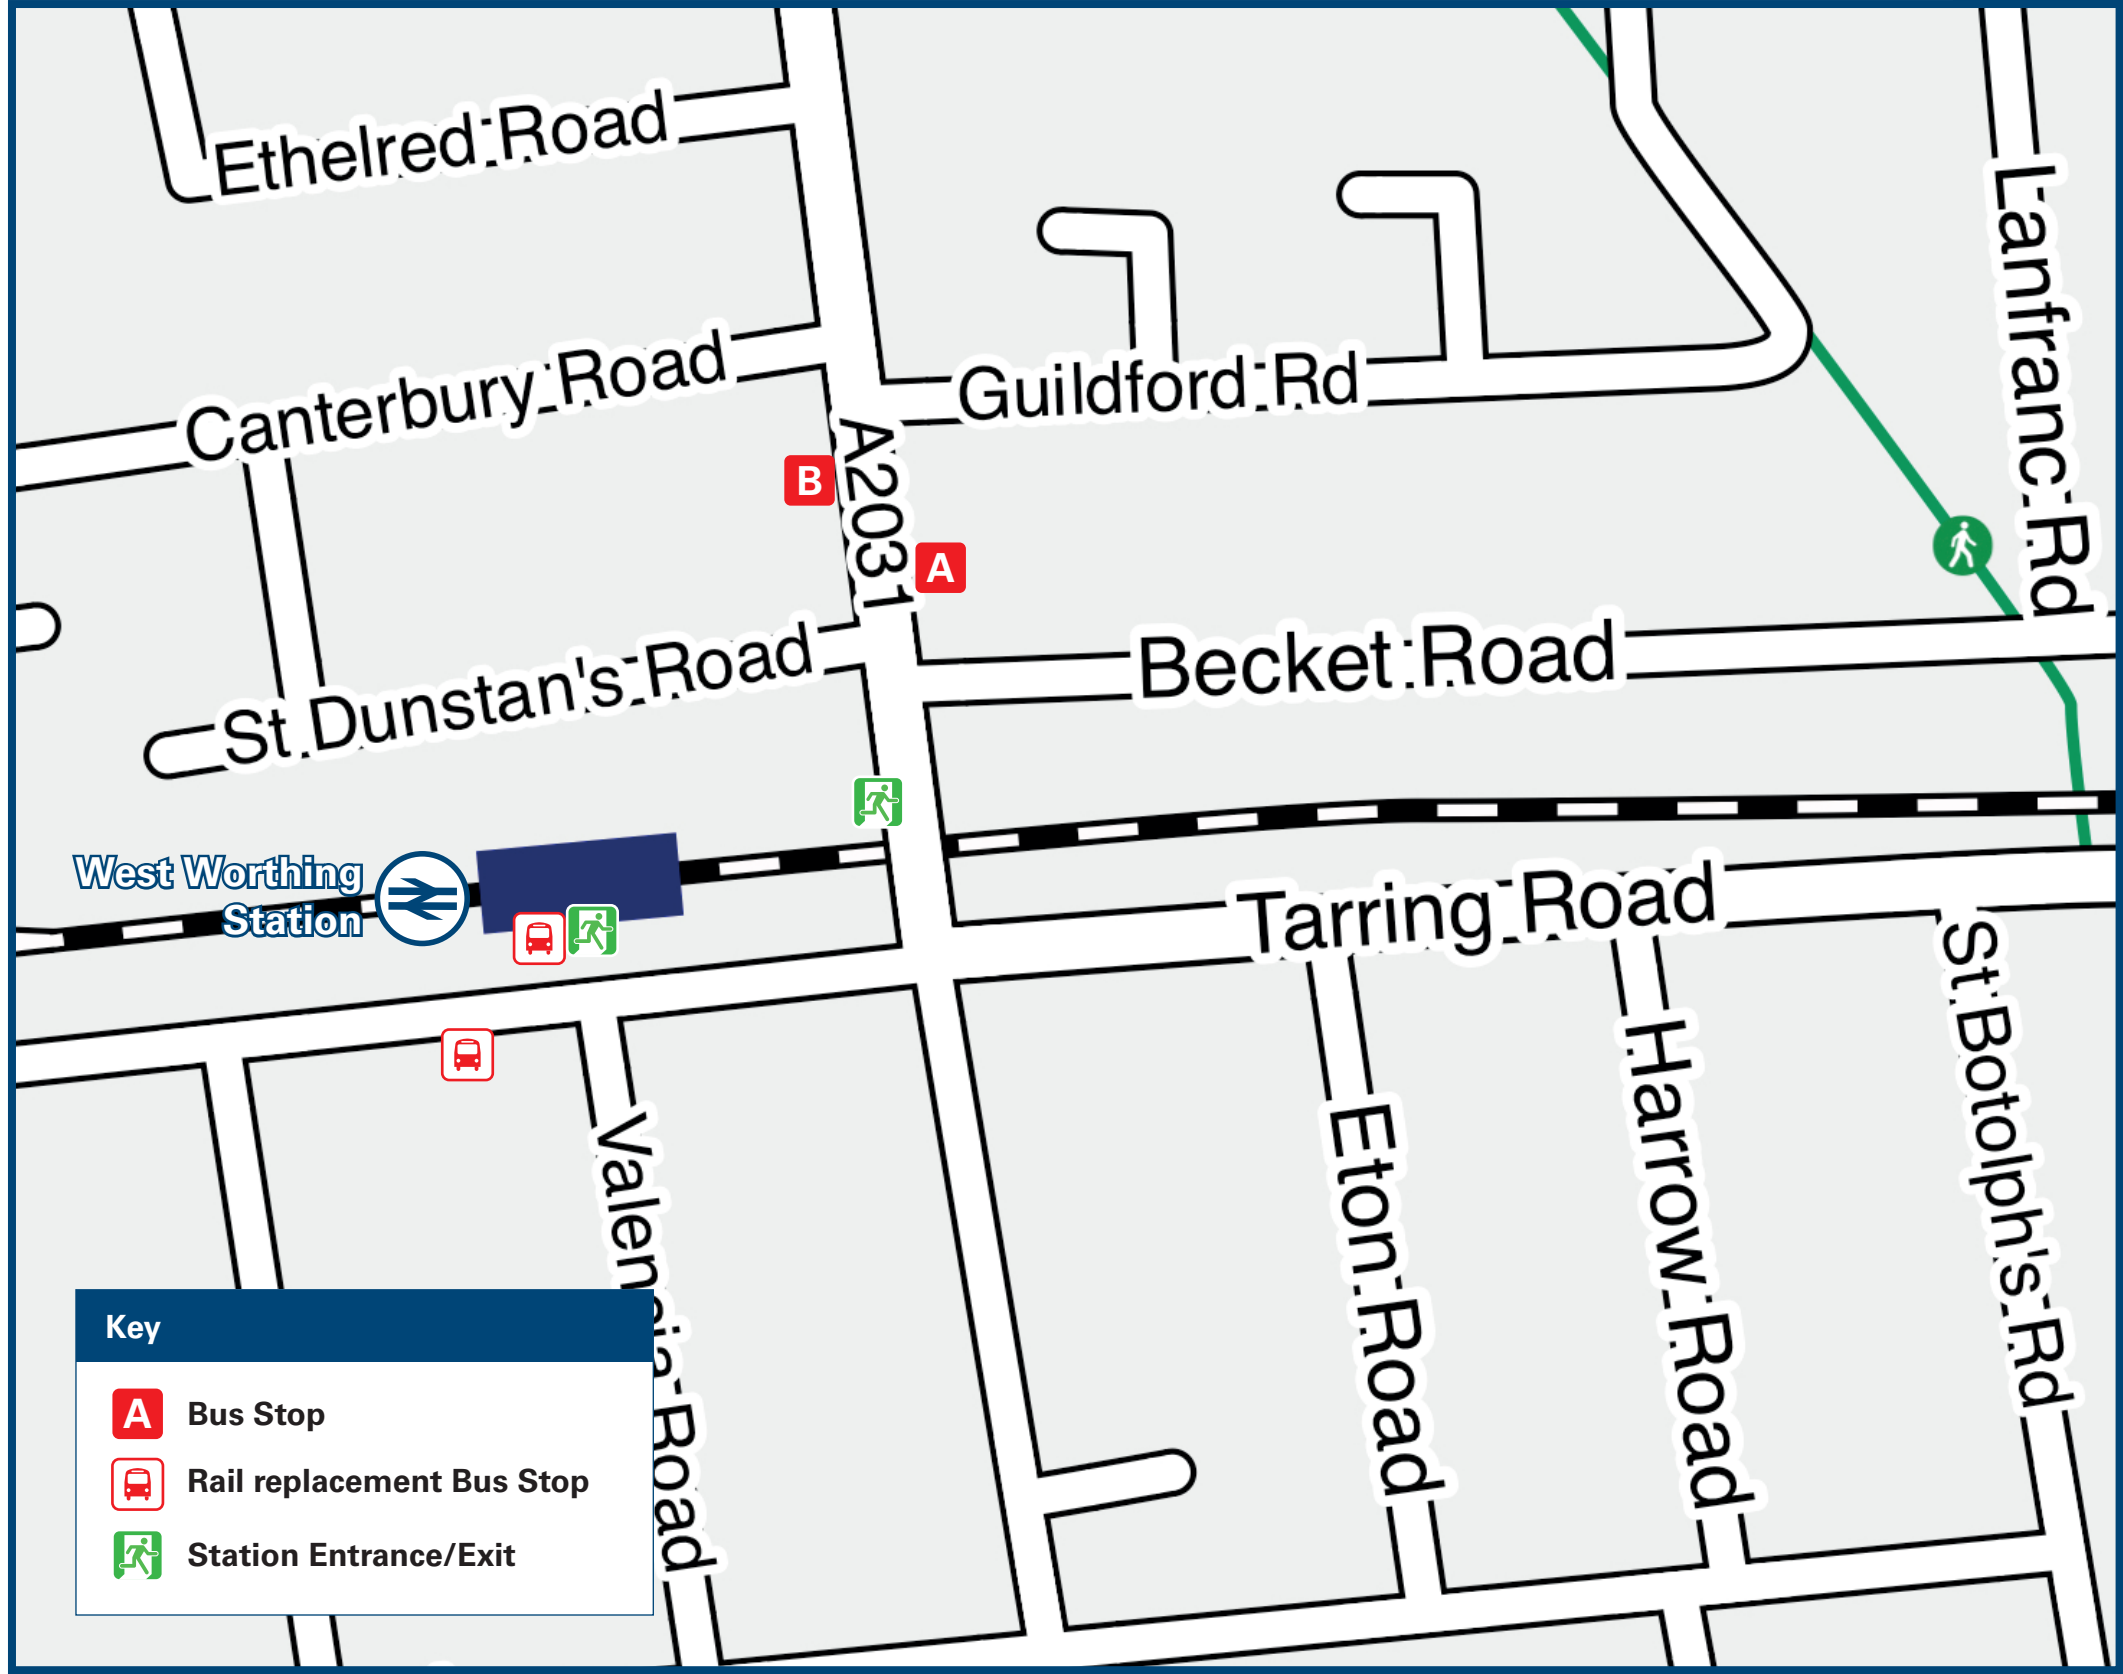 Ethelred Road
Lanfranc Rd
Canterbury Road
Guildford Rd
A2031
B
A
St Dunstan's Road
Becket Road
West Worthing
Station
Tarring Road
St Botolph's Rd
Harrow Road
Eton Road
Valencia Road
Key
A Bus Stop
Rail replacement Bus Stop
Station Entrance/Exit